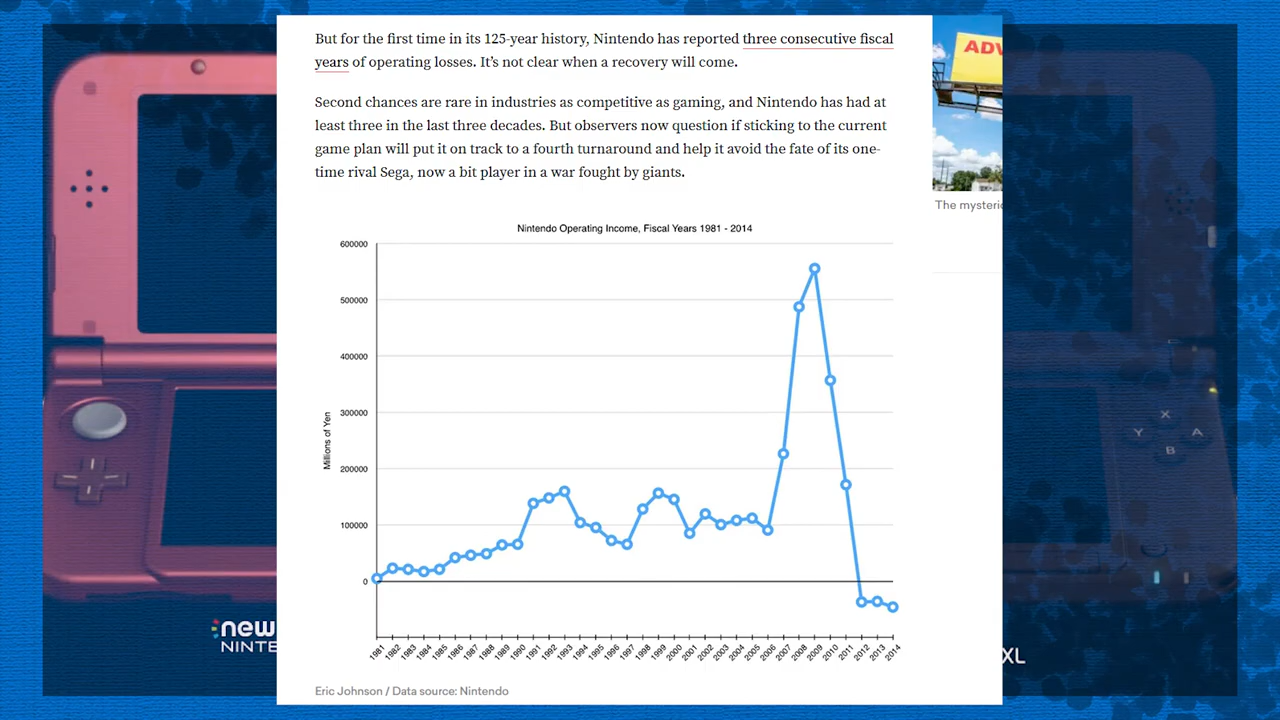 But for the first time in its 125-year history, Nintendo has reported three consecutive fiscal
years of operating losses. It’s not clear when a recovery will come.
Second chances are rare in industries as competitive as gaming, and Nintendo has had at
least three in the last three decades. But observers now question if sticking to the current
game plan will put it on track to a fourth turnaround and help it avoid the fate of its one-
time rival Sega, now a bit player in a war fought by giants.
ADV
The mysteri
Nintendo Operating Income, Fiscal Years 1981 - 2014
Millions of Yen
600000
500000
400000
300000
200000
100000
0
1981 1982 1983 1984 1985 1986 1987 1988 1989 1990 1991 1992 1993 1994 1995 1996 1997 1998 1999 2000 2001 2002 2003 2004 2005 2006 2007 2008 2009 2010 2011 2012 2013 2014
Eric Johnson / Data source: Nintendo
X
Y A
B
new
NINTE
XL